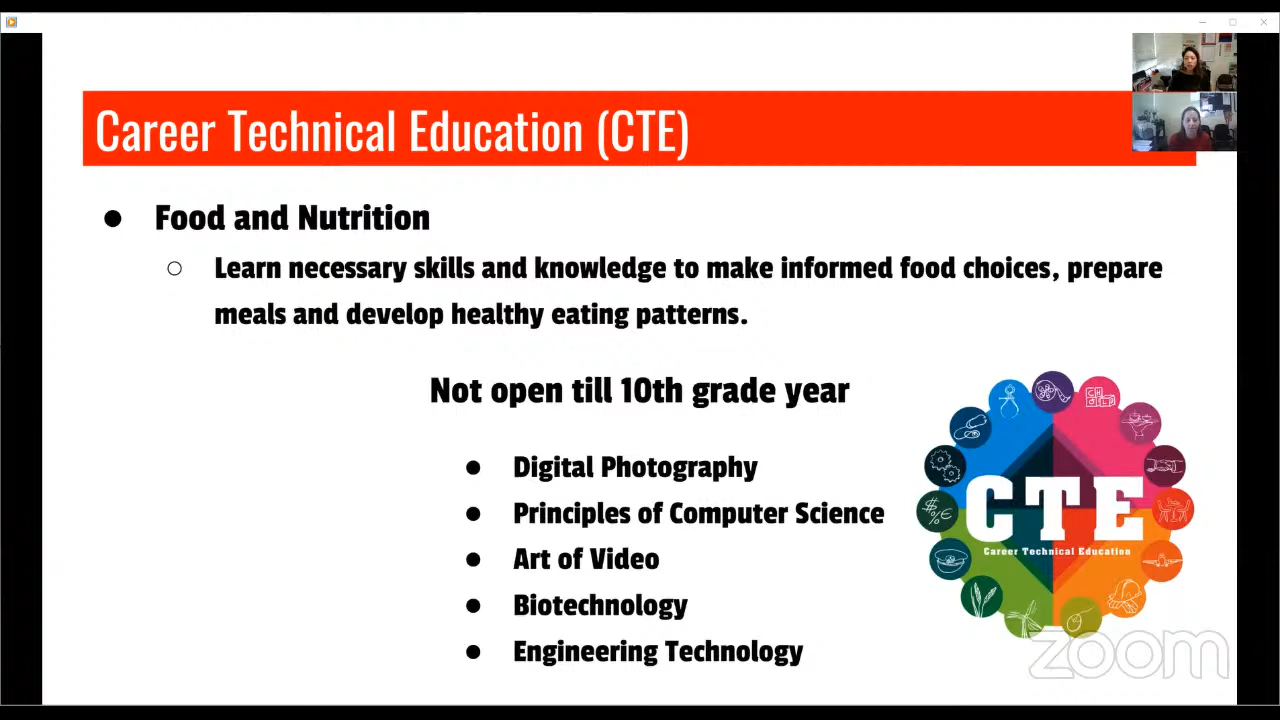 Career Technical Education (CTE)
● Food and Nutrition
○ Learn necessary skills and knowledge to make informed food choices, prepare
meals and develop healthy eating patterns.
Not open till 10th grade year
● Digital Photography
● Principles of Computer Science
● Art of Video
● Biotechnology
● Engineering Technology
CTE
Career Technical Education
zoom